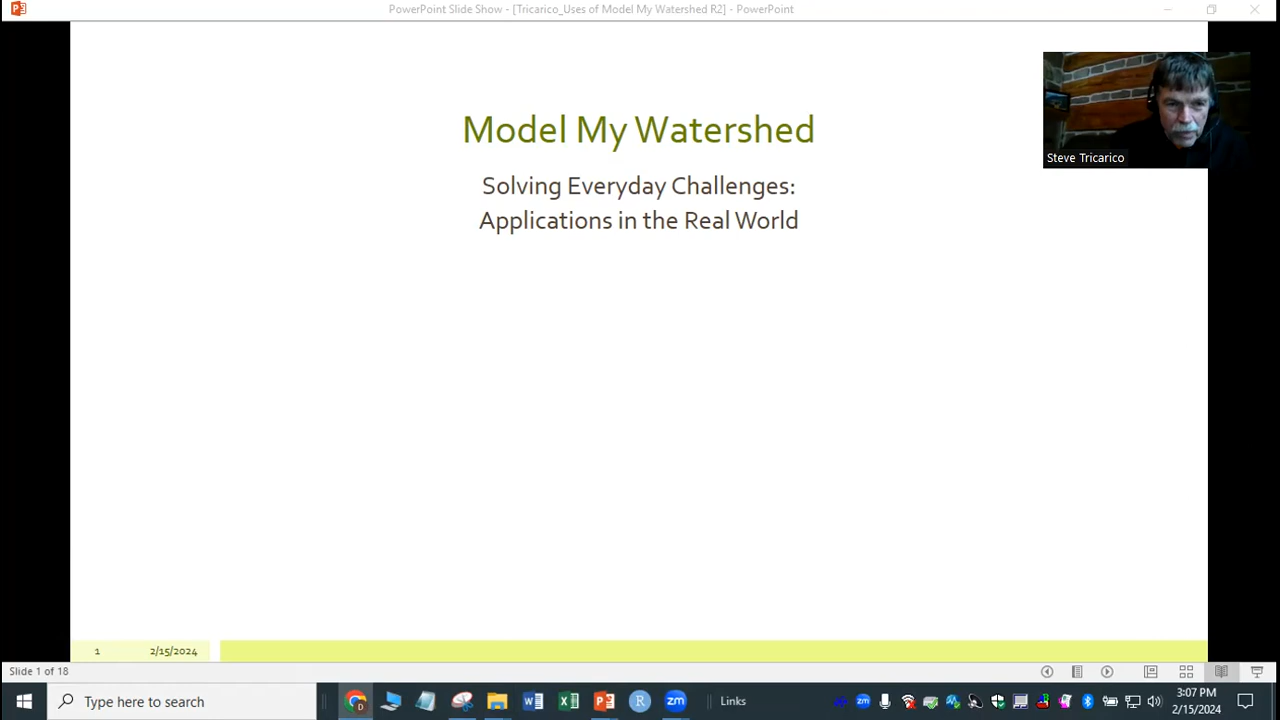 PowerPoint Slide Show - [Tricarico_Uses of Model My Watershed R2] - PowerPoint
Model My Watershed
Solving Everyday Challenges:
Applications in the Real World
Steve Tricarico
1 2/15/2024
Slide 1 of 18
Type here to search
Links
3:07 PM
2/15/2024